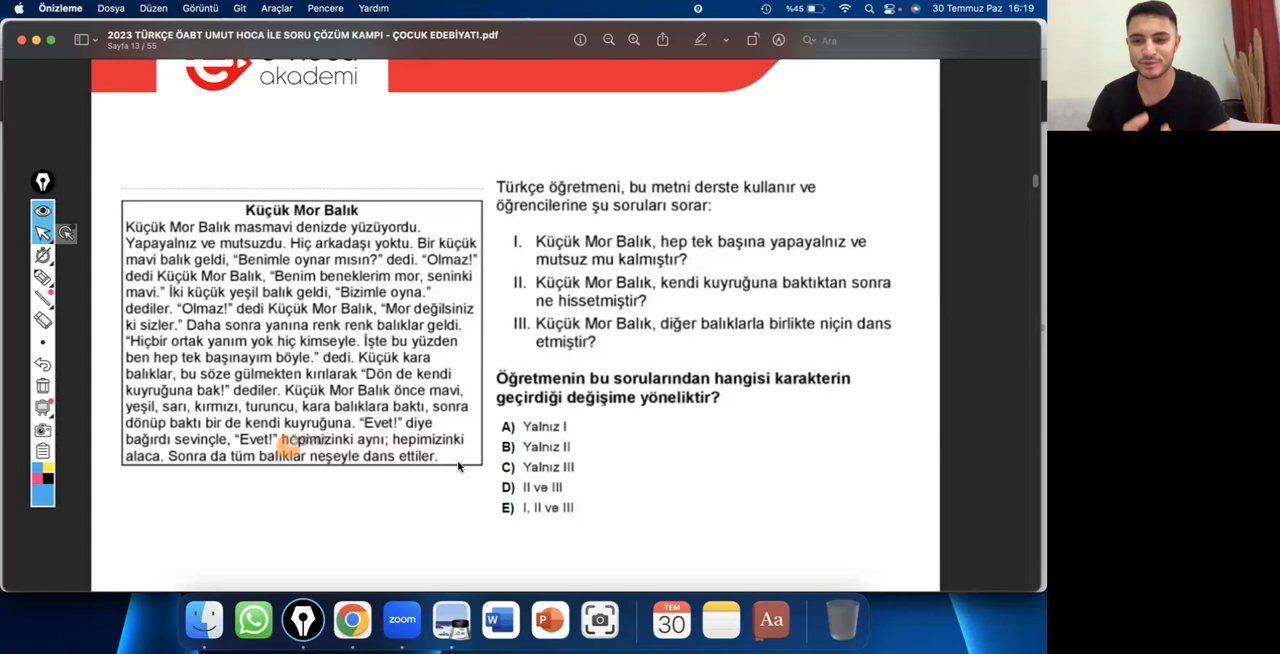 Önizleme Dosya Düzen Görüntü Git Araçlar Pencere Yardım %45 30 Temmuz Paz 16:19
2023 TÜRKÇE ÖABT UMUT HOCA İLE SORU ÇÖZÜM KAMPI - ÇOCUK EDEBİYATI.pdf
Sayfa 13 / 55
Ara
akademi
Küçük Mor Balık
Küçük Mor Balık masmavi denizde yüzüyordu.
Yapayalnız ve mutsuzdu. Hiç arkadaşı yoktu. Bir küçük
mavi balık geldi, “Benimle oynar mısın?” dedi. “Olmaz!”
dedi Küçük Mor Balık, “Benim beneklerim mor, seninki
mavi.” İki küçük yeşil balık geldi, “Bizimle oyna.”
dediler. “Olmaz!” dedi Küçük Mor Balık, “Mor değilsiniz
ki sizler.” Daha sonra yanına renk renk balıklar geldi.
“Hiçbir ortak yanım yok hiç kimseyle. İşte bu yüzden
ben hep tek başınayım böyle.” dedi. Küçük kara
balıklar, bu söze gülmekten kırılarak “Dön de kendi
kuyruğuna bak!” dediler. Küçük Mor Balık önce mavi,
yeşil, sarı, kırmızı, turuncu, kara balıklara baktı, sonra
dönüp baktı bir de kendi kuyruğuna. “Evet!” diye
bağırdı sevinçle, “Evet!” hepimizinki aynı; hepimizinki
alaca. Sonra da tüm balıklar neşeyle dans ettiler.
Türkçe öğretmeni, bu metni derste kullanır ve
öğrencilerine şu soruları sorar:
I. Küçük Mor Balık, hep tek başına yapayalnız ve
mutsuz mu kalmıştır?
II. Küçük Mor Balık, kendi kuyruğuna baktıktan sonra
ne hissetmiştir?
III. Küçük Mor Balık, diğer balıklarla birlikte niçin dans
etmiştir?
Öğretmenin bu sorularından hangisi karakterin
geçirdiği değişime yöneliktir?
A) Yalnız I
B) Yalnız II
C) Yalnız III
D) II ve III
E) I, II ve III
zoom
W
P
TEM
30
Aa